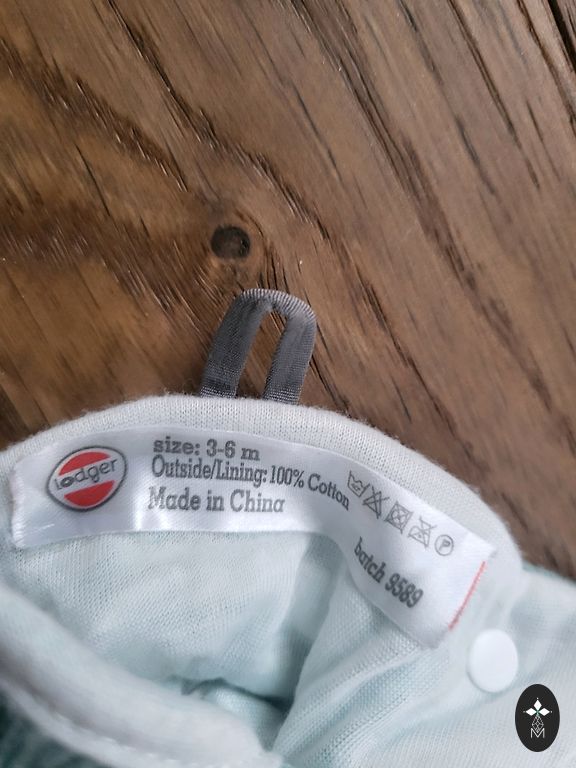 lodger
size: 3-6 m
Outside/Lining: 100% Cotton
Made in China
P
batch 9589
M